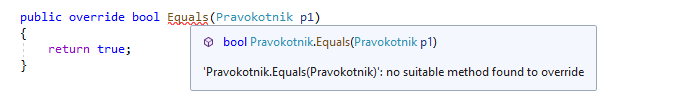 public override bool Equals(Pravokotnik p1)
{
bool Pravokotnik.Equals(Pravokotnik p1)
return true;
'Pravokotnik.Equals(Pravokotnik)': no suitable method found to override
}